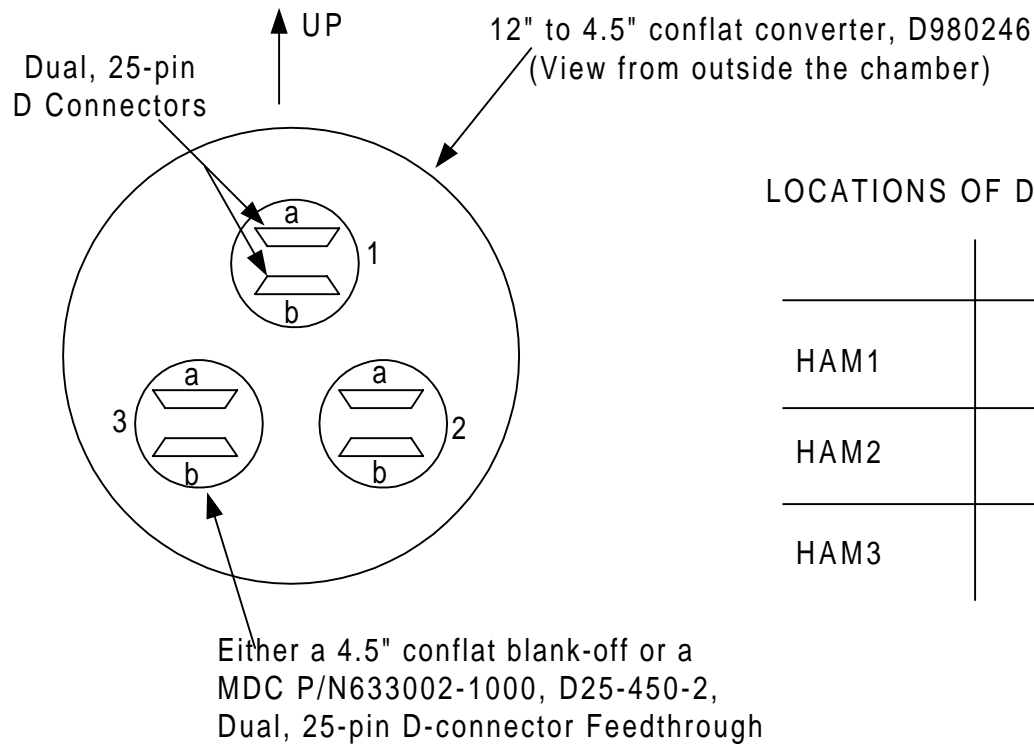 UP
12" to 4.5" conflat converter, D980246
(View from outside the chamber)
Dual, 25-pin
D Connectors
LOCATIONS OF D
a
1
b
a
3
b
a
2
b
HAM1
HAM2
HAM3
Either a 4.5" conflat blank-off or a
MDC P/N633002-1000, D25-450-2,
Dual, 25-pin D-connector Feedthrough